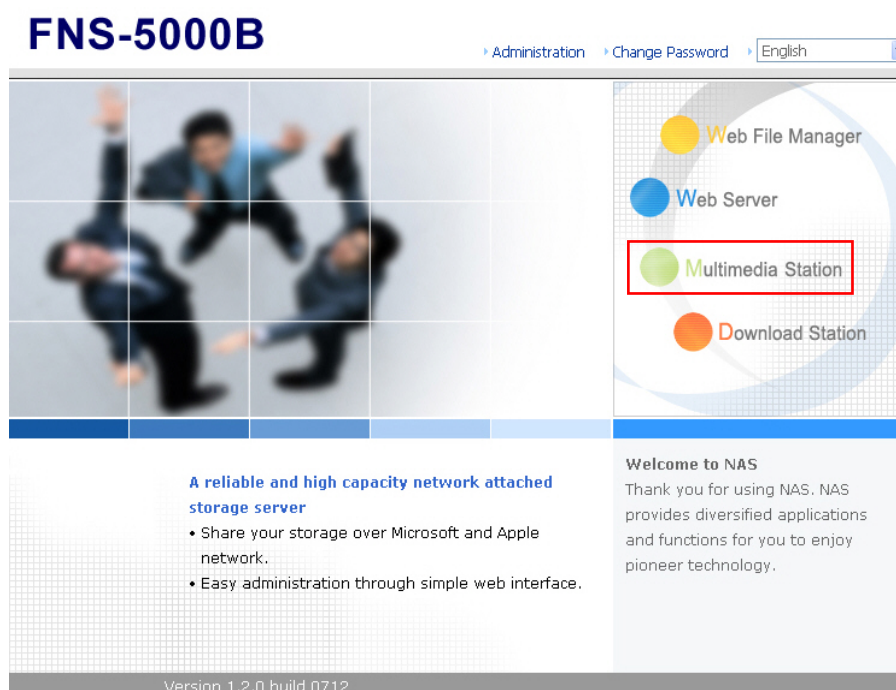 FNS-5000B
Administration
Change Password
English
Web File Manager
Web Server
Multimedia Station
Download Station
A reliable and high capacity network attached
storage server
• Share your storage over Microsoft and Apple
network.
• Easy administration through simple web interface.
Welcome to NAS
Thank you for using NAS. NAS
provides diversified applications
and functions for you to enjoy
pioneer technology.
Version 1.2.0 build 0712